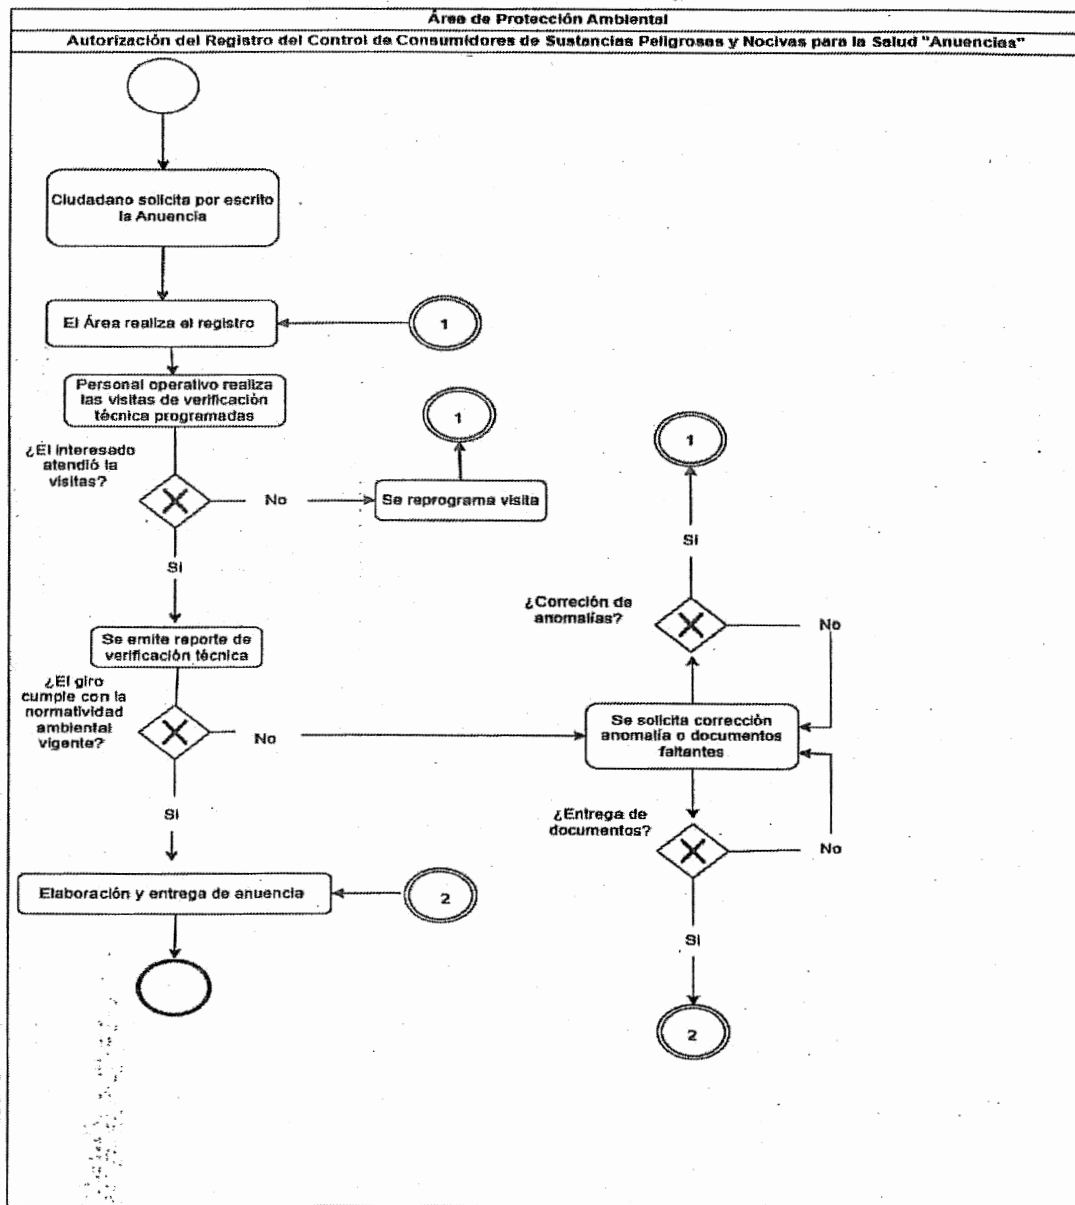 Área de Protección Ambiental
Autorización del Registro del Control de Consumidores de Sustancias Peligrosas y Nocivas para la Salud "Anuencias"
Ciudadano solicita por escrito
la Anuencia
El Área realiza el registro
1
Personal operativo realiza
las visitas de verificación
técnica programadas
1
1
¿El interesado
atendió la
visitas?
No
Se reprograma visita
Si
Si
¿Correción de
anomalías?
No
Se emite reporte de
verificación técnica
¿El giro
cumple con la
normatividad
ambiental
vigente?
No
Se solicita corrección
anomalía o documentos
faltantes
Si
¿Entrega de
documentos?
No
Elaboración y entrega de anuencia
2
Si
2